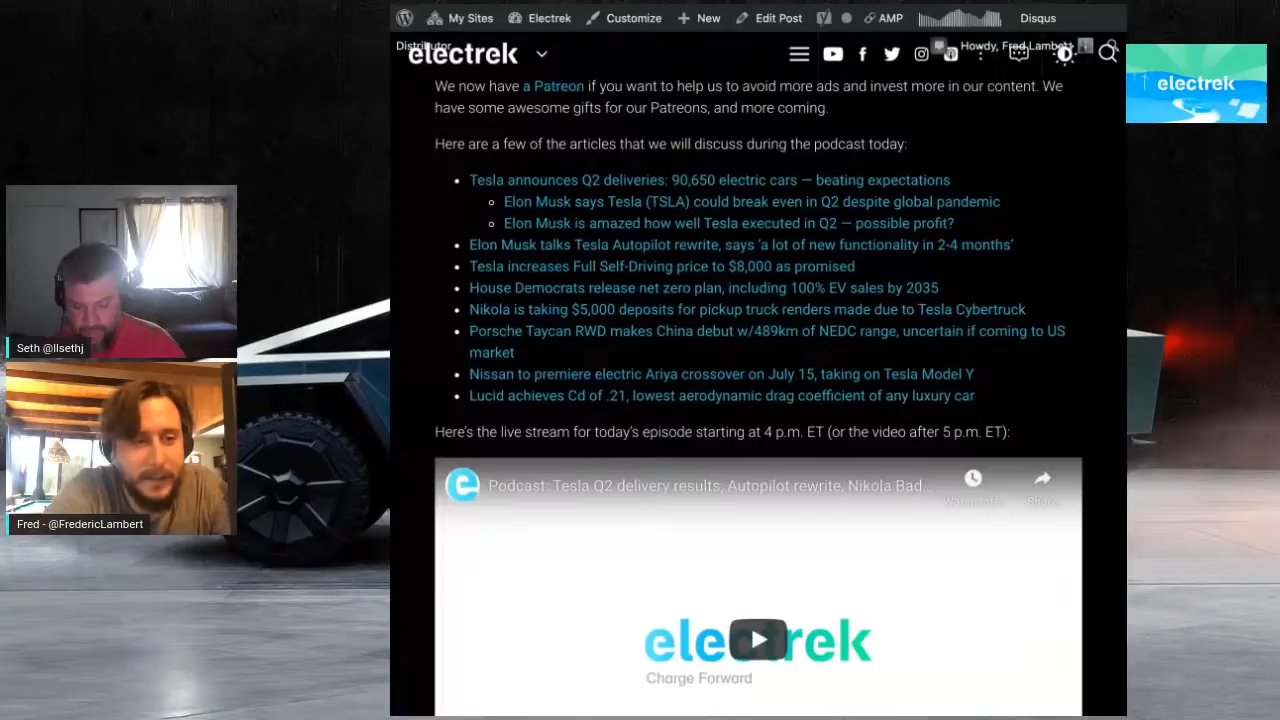 My Sites Electrek Customize New Edit Post AMP Disqus
Distributor Howdy, Fred Lambert
electrek
electrek
We now have a Patreon if you want to help us to avoid more ads and invest more in our content. We
have some awesome gifts for our Patreons, and more coming.
Here are a few of the articles that we will discuss during the podcast today:
Tesla announces Q2 deliveries: 90,650 electric cars — beating expectations
Elon Musk says Tesla (TSLA) could break even in Q2 despite global pandemic
Elon Musk is amazed how well Tesla executed in Q2 — possible profit?
Elon Musk talks Tesla Autopilot rewrite, says ‘a lot of new functionality in 2-4 months’
Tesla increases Full Self-Driving price to $8,000 as promised
House Democrats release net zero plan, including 100% EV sales by 2035
Nikola is taking $5,000 deposits for pickup truck renders made due to Tesla Cybertruck
Porsche Taycan RWD makes China debut w/489km of NEDC range, uncertain if coming to US
market
Nissan to premiere electric Ariya crossover on July 15, taking on Tesla Model Y
Lucid achieves Cd of .21, lowest aerodynamic drag coefficient of any luxury car
Here’s the live stream for today’s episode starting at 4 p.m. ET (or the video after 5 p.m. ET):
Podcast: Tesla Q2 delivery results, Autopilot rewrite, Nikola Bad...
Watch later Share
electrek
Charge Forward
Seth @llsethj
Fred - @FredericLambert